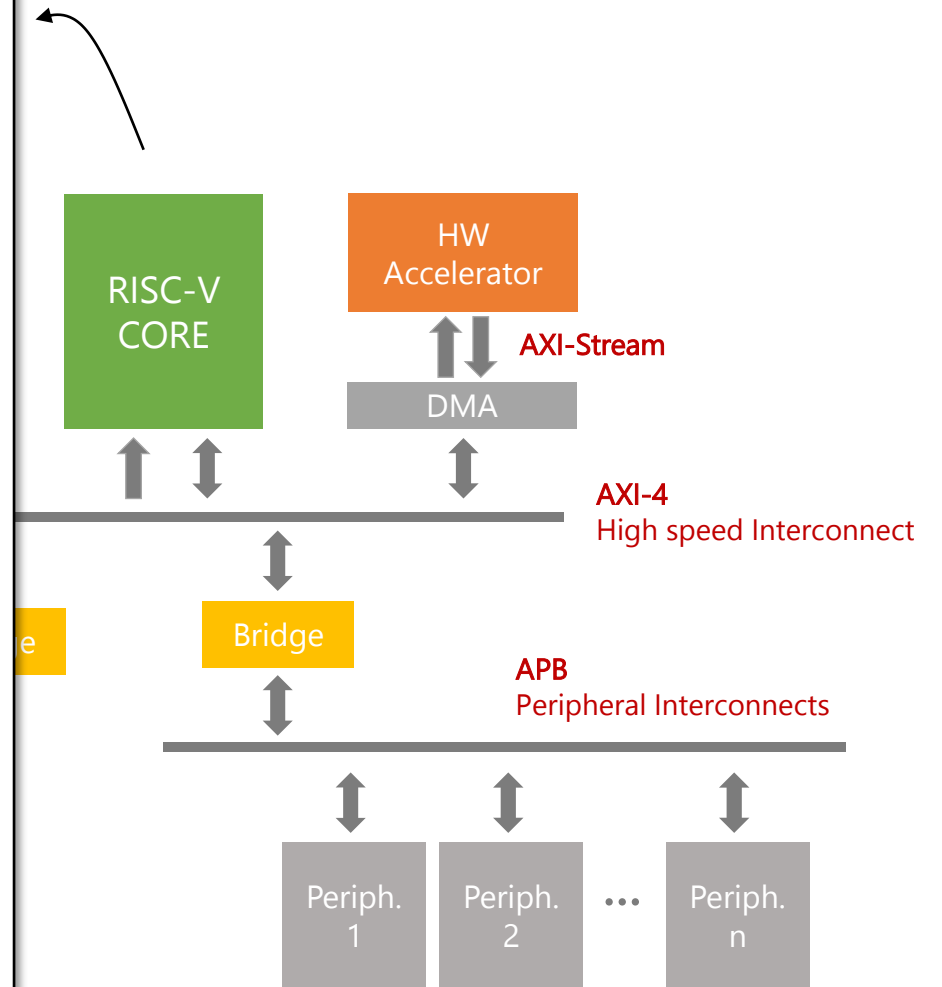 RISC-V
CORE
HW
Accelerator
AXI-Stream
DMA
AXI-4
High speed Interconnect
Bridge
APB
Peripheral Interconnects
Periph.
1
Periph.
2
...
Periph.
n